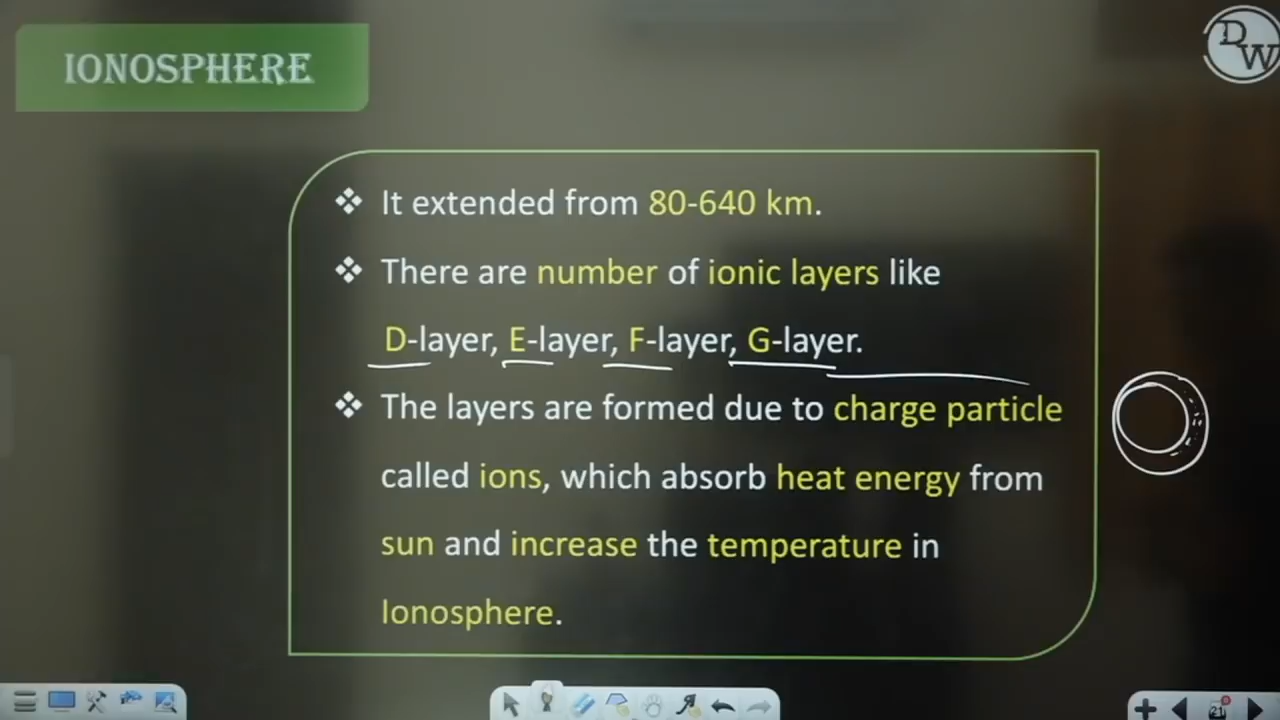 IONOSPHERE
DW
❖ It extended from 80-640 km.
❖ There are number of ionic layers like
D-layer, E-layer, F-layer, G-layer.
❖ The layers are formed due to charge particle
called ions, which absorb heat energy from
sun and increase the temperature in
Ionosphere.
21